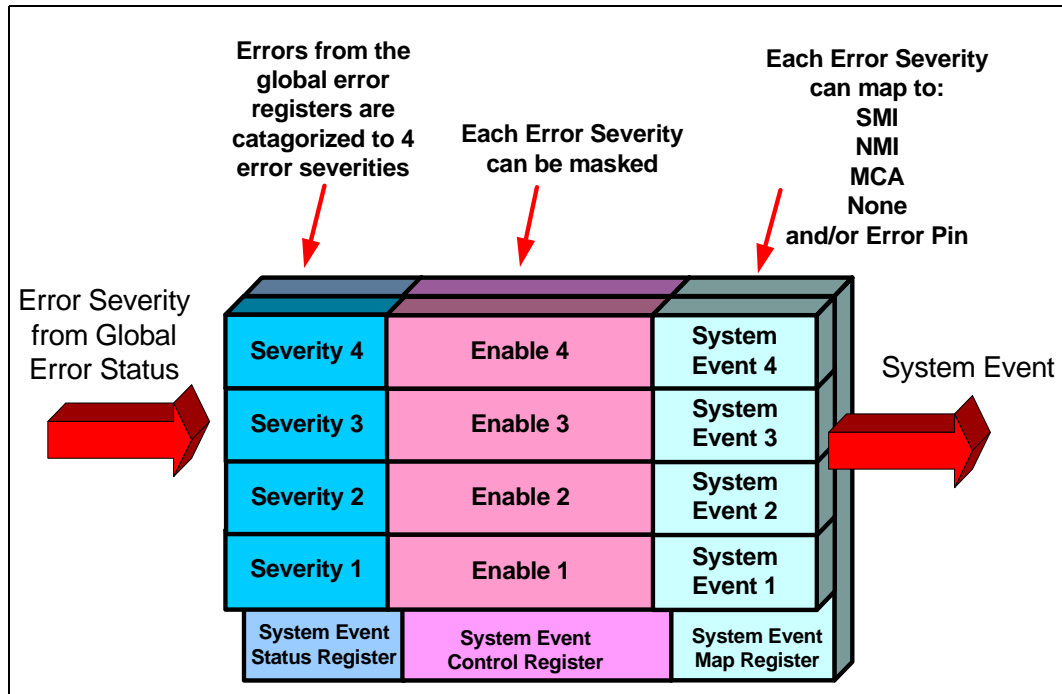 Errors from the
global error
registers are
catagorized to 4
error severities
Each Error Severity
can be masked
Each Error Severity
can map to:
SMI
NMI
MCA
None
and/or Error Pin
Error Severity
from Global
Error Status
Severity 4
Enable 4
System
Event 4
Severity 3
Enable 3
System
Event 3
Severity 2
Enable 2
System
Event 2
Severity 1
Enable 1
System
Event 1
System Event
Status Register
System Event
Control Register
System Event
Map Register
System Event